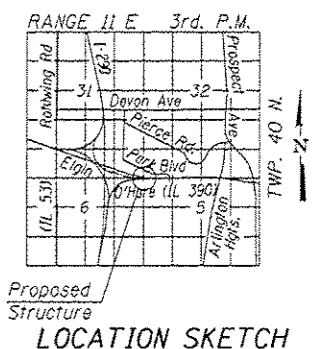 RANGE 11 E 3rd. P.M.
Rohlwing Rd
I-290
Prospect Ave
31
32
Devon Ave
Pierce Rd.
TWP. 40 N.
N
Elgin
Park Blvd
O'Hare (IL 390)
(IL 53)
6
5
Arlington Hgts.
Proposed
Structure
LOCATION SKETCH